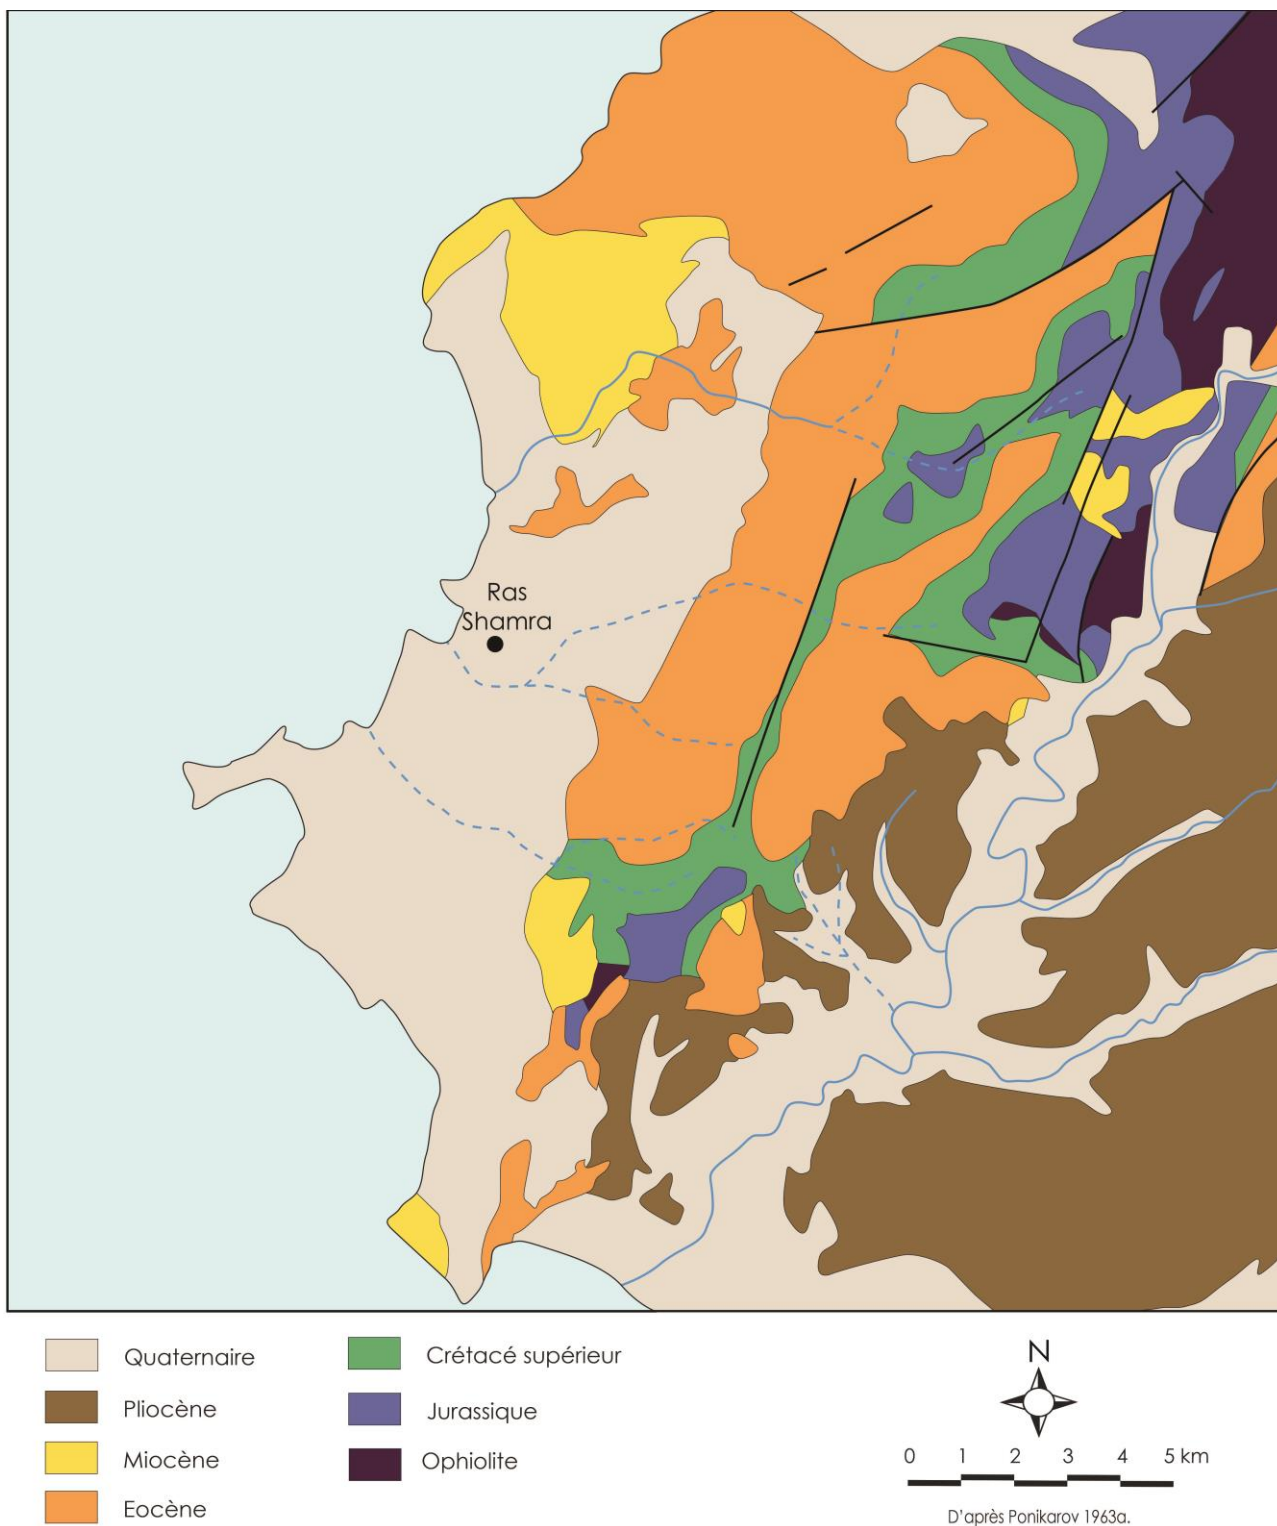 Ras
Shamra
Quaternaire
Pliocène
Miocène
Eocène
Crétacé supérieur
Jurassique
Ophiolite
N
0 1 2 3 4 5 km
D'après Ponikarov 1963a.